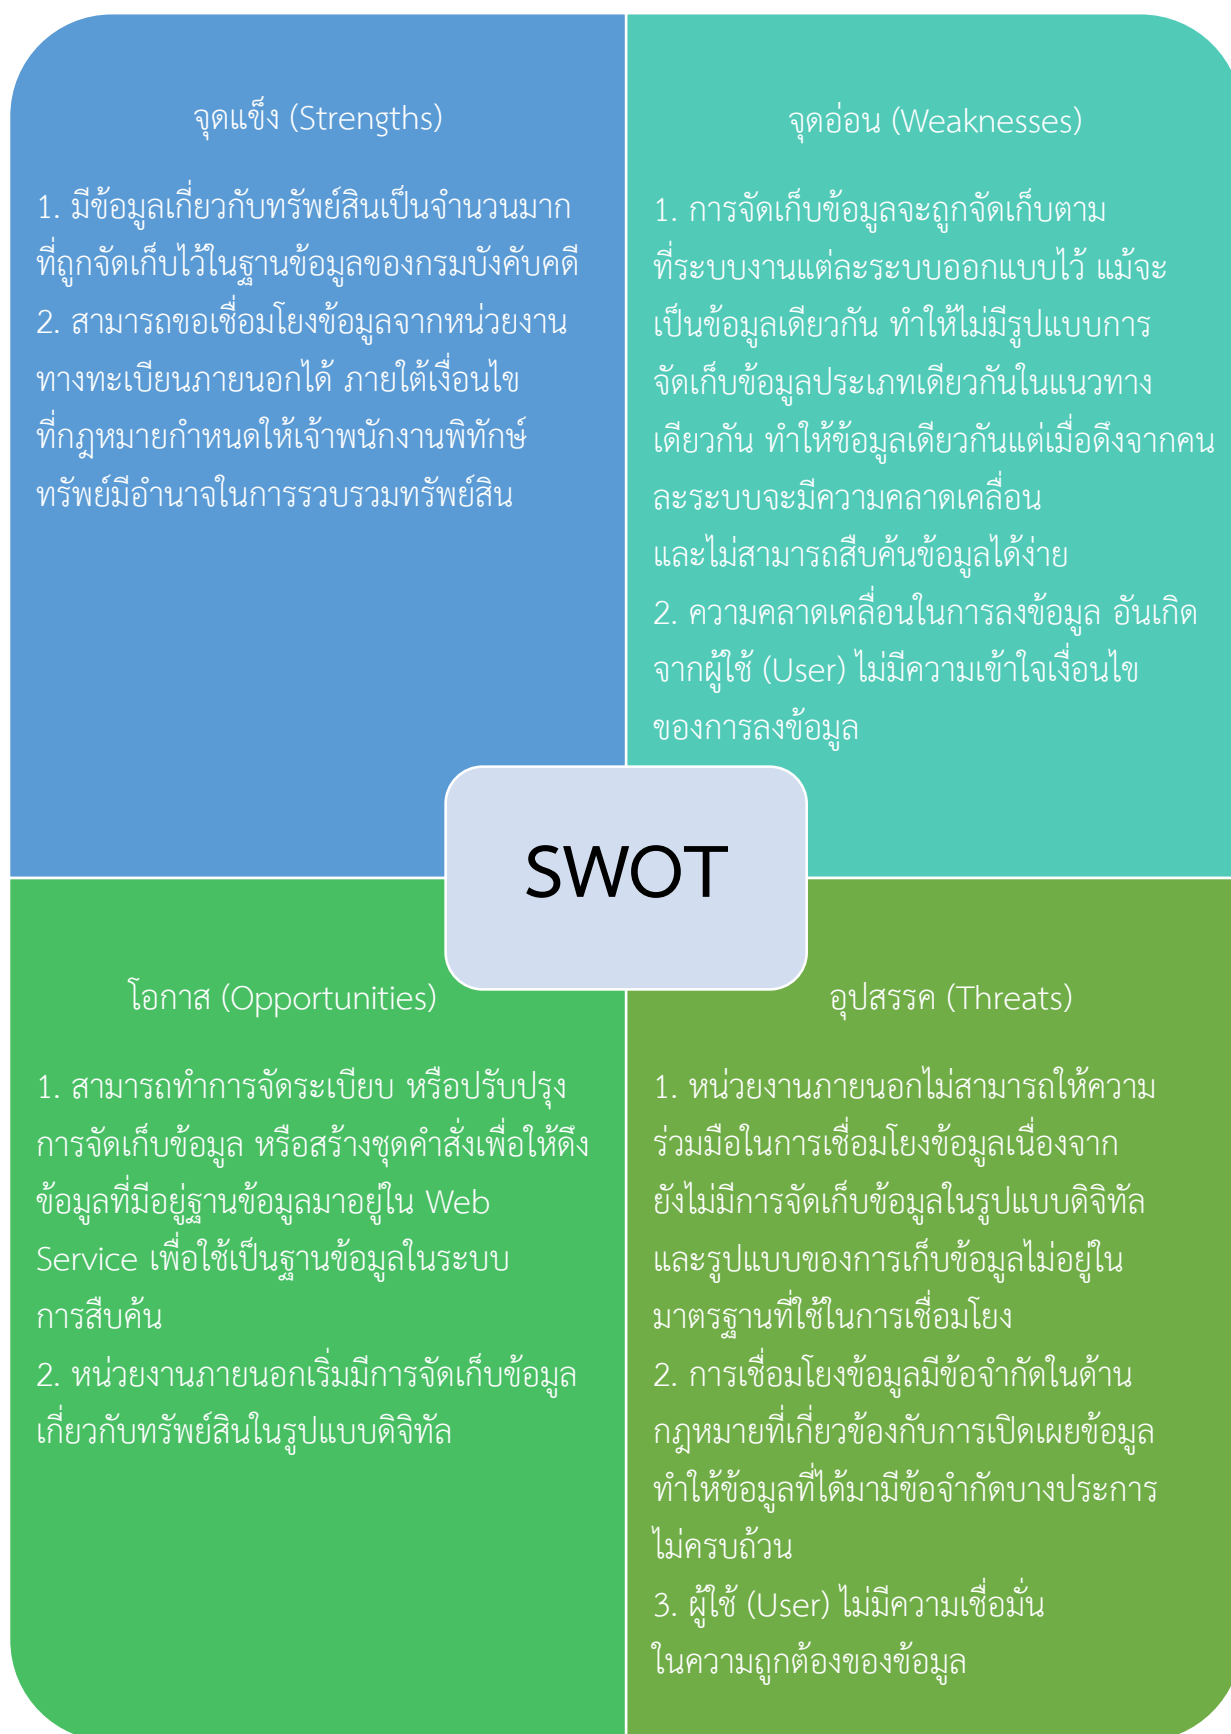 จุดแข็ง (Strengths)
1. มีข้อมูลเกี่ยวกับทรัพย์สินเป็นจำนวนมาก
ที่ถูกจัดเก็บไว้ในฐานข้อมูลของกรมบังคับคดี
2. สามารถขอเชื่อมโยงข้อมูลจากหน่วยงาน
ทางทะเบียนภายนอกได้ ภายใต้เงื่อนไข
ที่กฎหมายกำหนดให้เจ้าพนักงานพิทักษ์
ทรัพย์มีอำนาจในการรวบรวมทรัพย์สิน
จุดอ่อน (Weaknesses)
1. การจัดเก็บข้อมูลจะถูกจัดเก็บตาม
ที่ระบบงานแต่ละระบบออกแบบไว้ แม้จะ
เป็นข้อมูลเดียวกัน ทำให้ไม่มีรูปแบบการ
จัดเก็บข้อมูลประเภทเดียวกันในแนวทาง
เดียวกัน ทำให้ข้อมูลเดียวกันแต่เมื่อดึงจากคน
ละระบบจะมีความคลาดเคลื่อน
และไม่สามารถสืบค้นข้อมูลได้ง่าย
2. ความคลาดเคลื่อนในการลงข้อมูล อันเกิด
จากผู้ใช้ (User) ไม่มีความเข้าใจเงื่อนไข
ของการลงข้อมูล
SWOT
โอกาส (Opportunities)
1. สามารถทำการจัดระเบียบ หรือปรับปรุง
การจัดเก็บข้อมูล หรือสร้างชุดคำสั่งเพื่อให้ดึง
ข้อมูลที่มีอยู่ฐานข้อมูลมาอยู่ใน Web
Service เพื่อใช้เป็นฐานข้อมูลในระบบ
การสืบค้น
2. หน่วยงานภายนอกเริ่มมีการจัดเก็บข้อมูล
เกี่ยวกับทรัพย์สินในรูปแบบดิจิทัล
อุปสรรค (Threats)
1. หน่วยงานภายนอกไม่สามารถให้ความ
ร่วมมือในการเชื่อมโยงข้อมูลเนื่องจาก
ยังไม่มีการจัดเก็บข้อมูลในรูปแบบดิจิทัล
และรูปแบบของการเก็บข้อมูลไม่อยู่ใน
มาตรฐานที่ใช้ในการเชื่อมโยง
2. การเชื่อมโยงข้อมูลมีข้อจำกัดในด้าน
กฎหมายที่เกี่ยวข้องกับการเปิดเผยข้อมูล
ทำให้ข้อมูลที่ได้มามีข้อจำกัดบางประการ
ไม่ครบถ้วน
3. ผู้ใช้ (User) ไม่มีความเชื่อมั่น
ในความถูกต้องของข้อมูล